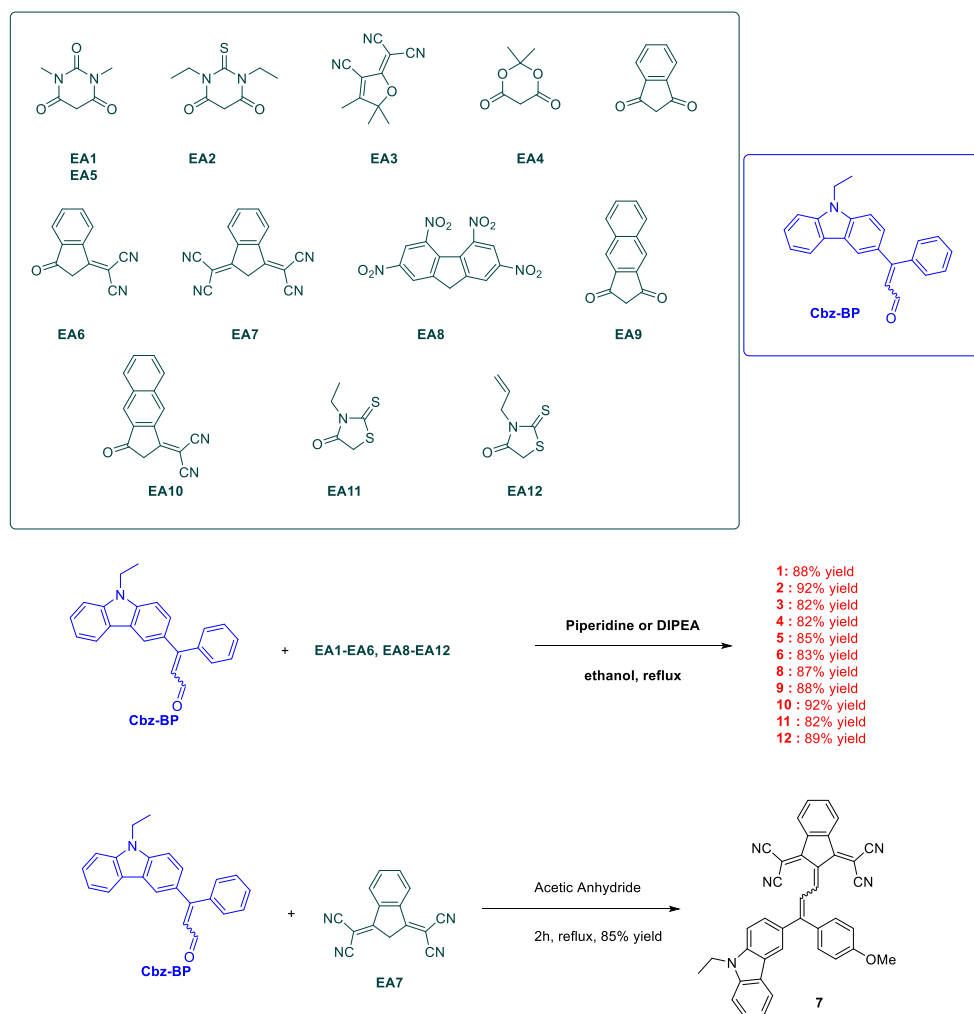 O
N
N
O
O
EA1
EA5
S
N
N
O
O
EA2
NC
CN
NC
O
EA3
O
O
O
O
EA4
O
O
O
CN
CN
EA6
NC
NC
CN
CN
EA7
NO2
NO2
O2N
NO2
EA8
O
O
EA9
O
CN
CN
EA10
N
S
O
S
EA11
N
S
O
S
EA12
N
O
Cbz-BP
N
O
Cbz-BP
+
EA1-EA6, EA8-EA12
Piperidine or DIPEA
ethanol, reflux
1: 88% yield
2 : 92% yield
3 : 82% yield
4 : 82% yield
5 : 85% yield
6 : 83% yield
8 : 87% yield
9 : 88% yield
10 : 92% yield
11 : 82% yield
12 : 89% yield
N
O
Cbz-BP
+
NC
NC
CN
CN
EA7
Acetic Anhydride
2h, reflux, 85% yield
NC
NC
CN
CN
N
OMe
7